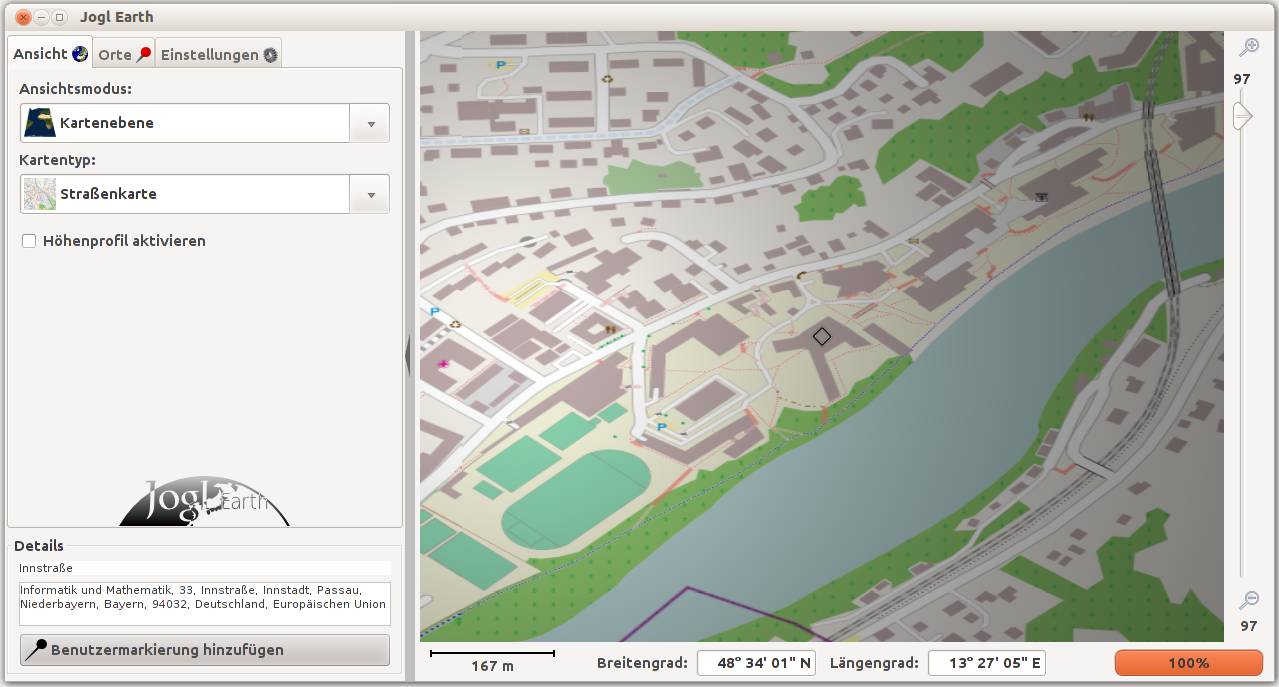 Jogl Earth
Ansicht
Orte
Einstellungen
Ansichtsmodus:
Kartenebene
Kartentyp:
Straßenkarte
Höhenprofil aktivieren
Jogl Earth
Details
Innstraße
Informatik und Mathematik, 33, Innstraße, Innstadt, Passau,
Niederbayern, Bayern, 94032, Deutschland, Europäischen Union
Benutzermarkierung hinzufügen
P
P
P
97
97
167 m
Breitengrad: 48° 34' 01" N
Längengrad: 13° 27' 05" E
100%